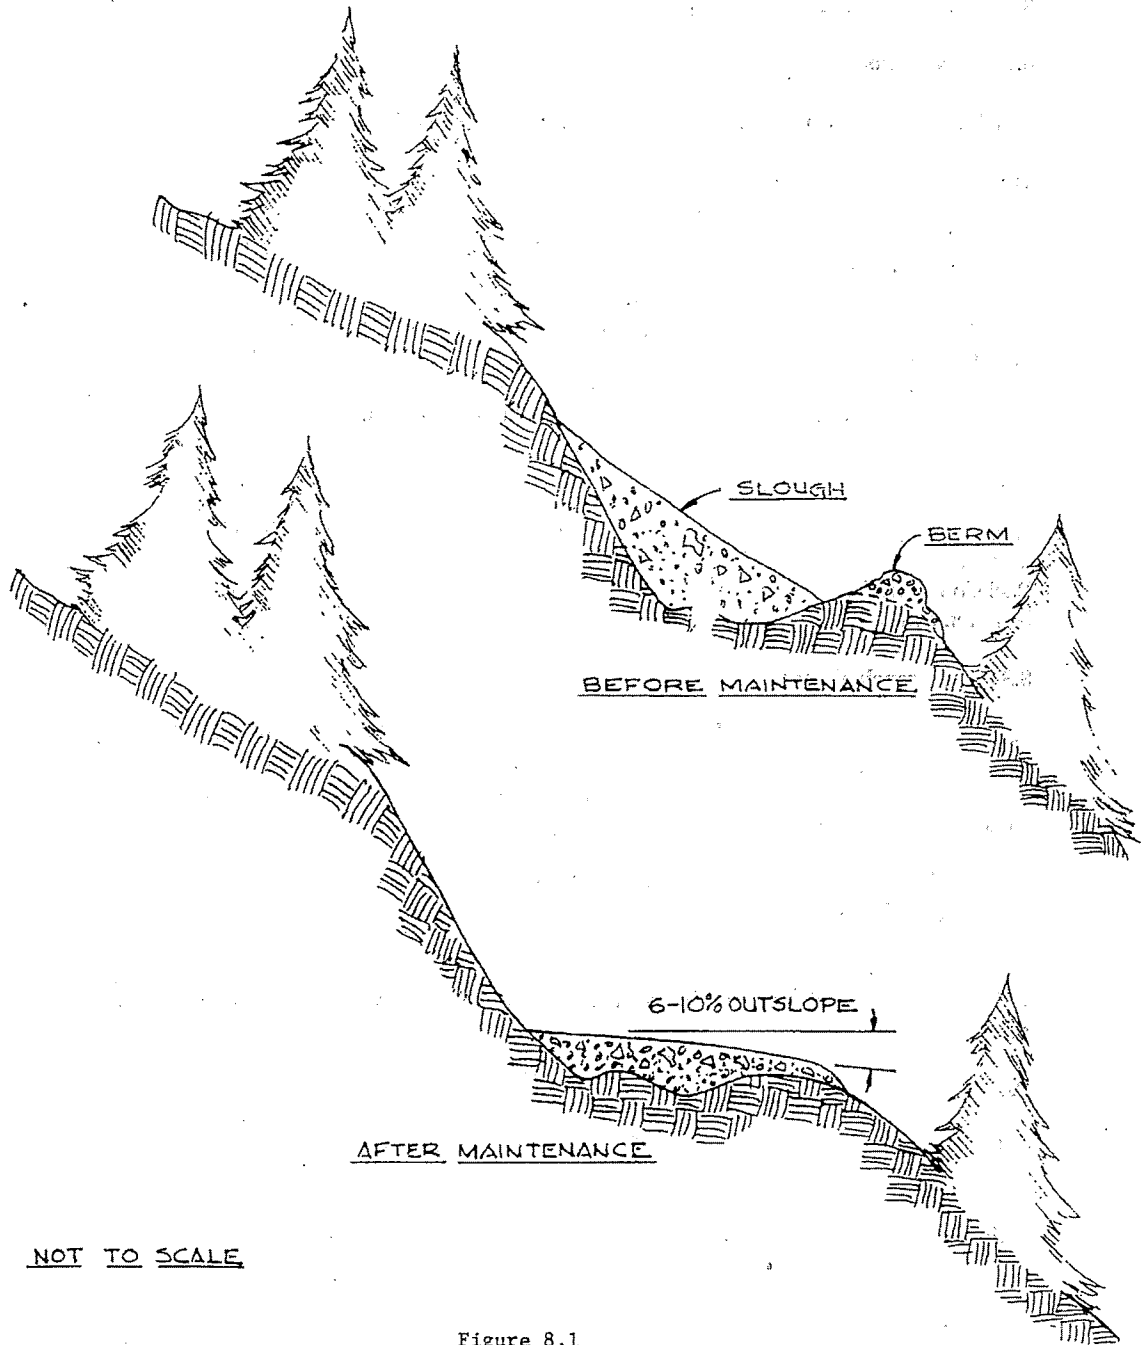 SLOUGH
BERM
BEFORE MAINTENANCE
6-10% OUTSLOPE
AFTER MAINTENANCE
NOT TO SCALE
Figure 8.1